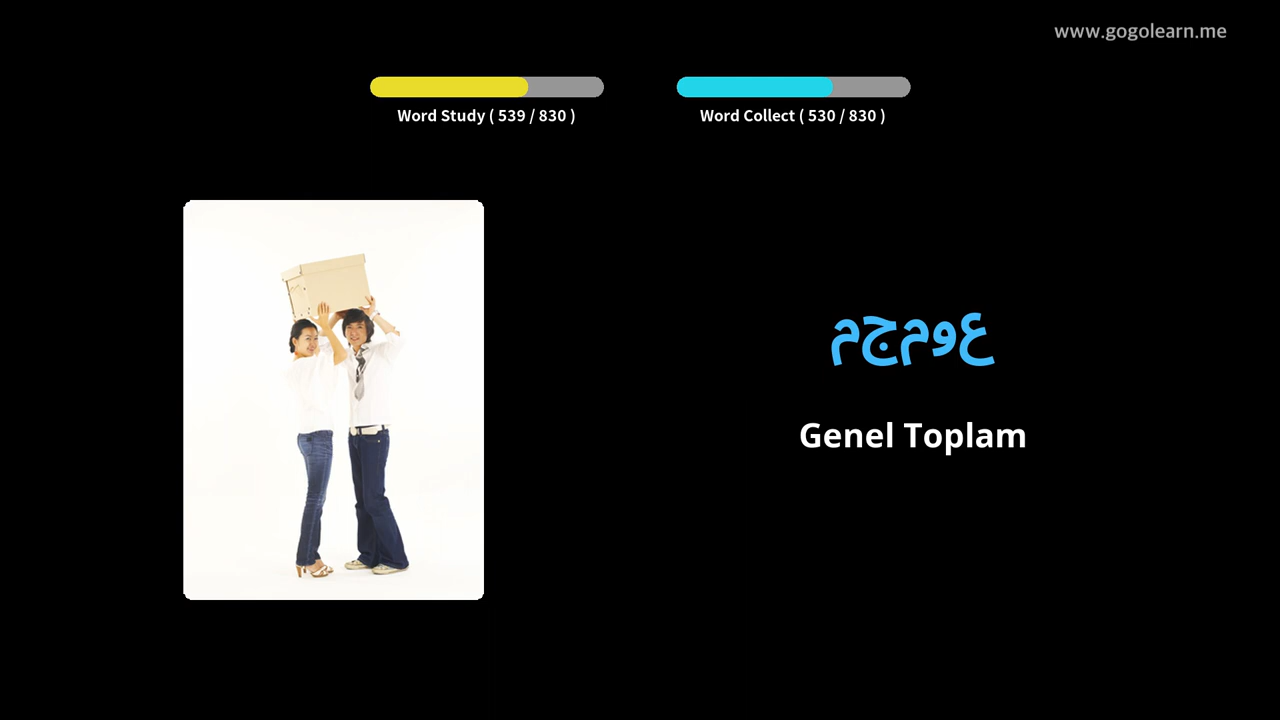 www.gogolearn.me
Word Study ( 539 / 830 )
Word Collect ( 530 / 830 )
مجموع
Genel Toplam